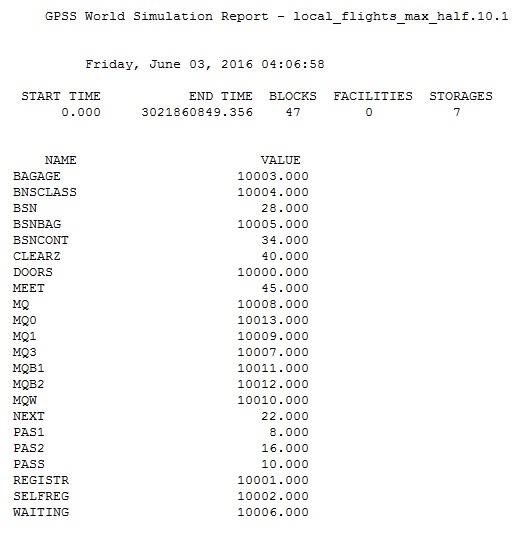 GPSS World Simulation Report - local_flights_max_half.10.1
Friday, June 03, 2016 04:06:58
START TIME END TIME BLOCKS FACILITIES STORAGES
0.000 3021860849.356 47 0 7
NAME VALUE
BAGAGE 10003.000
BNSCLASS 10004.000
BSN 28.000
BSNBAG 10005.000
BSNCONT 34.000
CLEARZ 40.000
DOORS 10000.000
MEET 45.000
MQ 10008.000
MQ0 10013.000
MQ1 10009.000
MQ3 10007.000
MQB1 10011.000
MQB2 10012.000
MQW 10010.000
NEXT 22.000
PAS1 8.000
PAS2 16.000
PASS 10.000
REGISTR 10001.000
SELFREG 10002.000
WAITING 10006.000